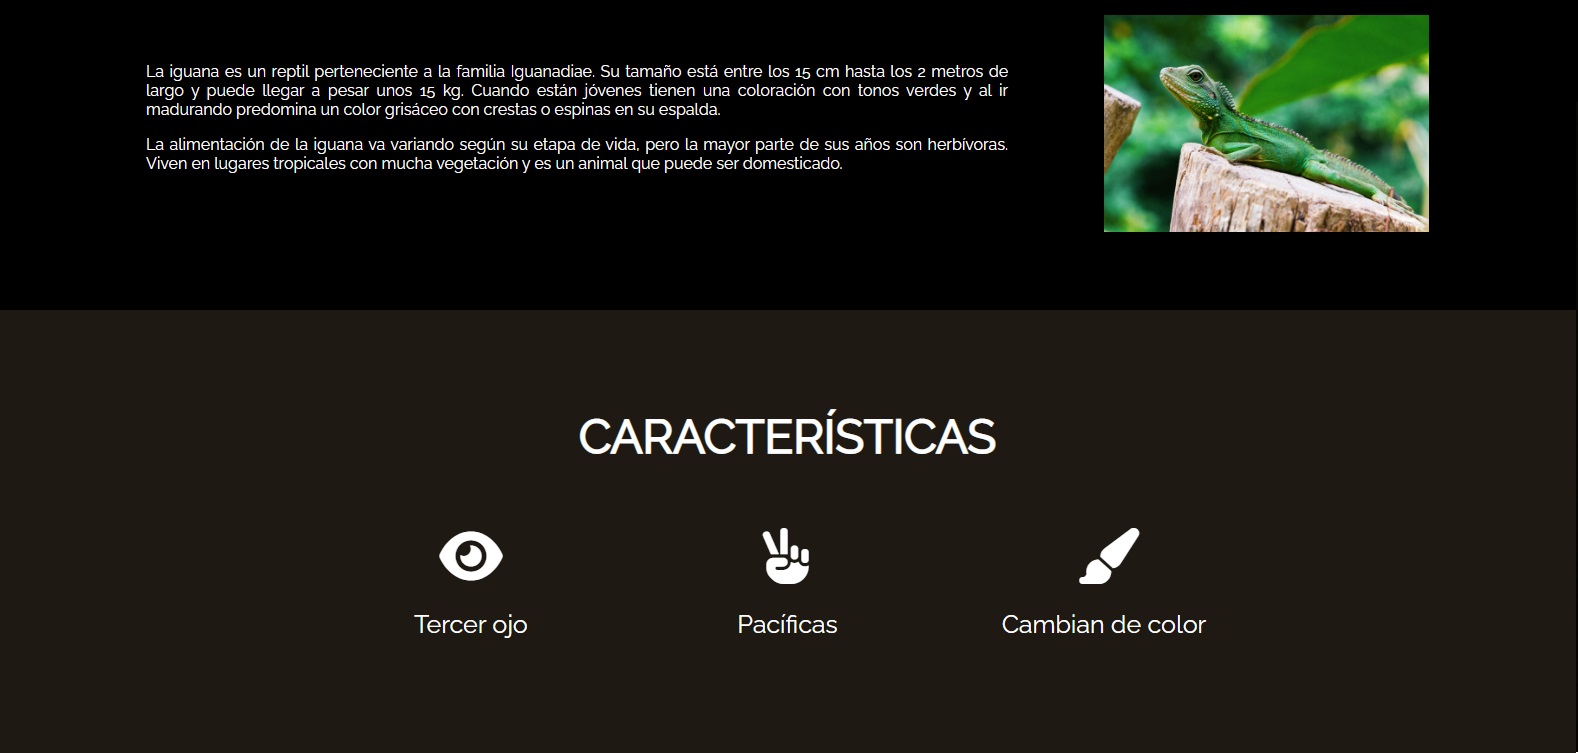 La iguana es un reptil perteneciente a la familia Iguanadiae. Su tamaño está entre los 15 cm hasta los 2 metros de
largo y puede llegar a pesar unos 15 kg. Cuando están jóvenes tienen una coloración con tonos verdes y al ir
madurando predomina un color grisáceo con crestas o espinas en su espalda.
La alimentación de la iguana va variando según su etapa de vida, pero la mayor parte de sus años son herbívoras.
Viven en lugares tropicales con mucha vegetación y es un animal que puede ser domesticado.
CARACTERÍSTICAS
Tercer ojo
Pacíficas
Cambian de color